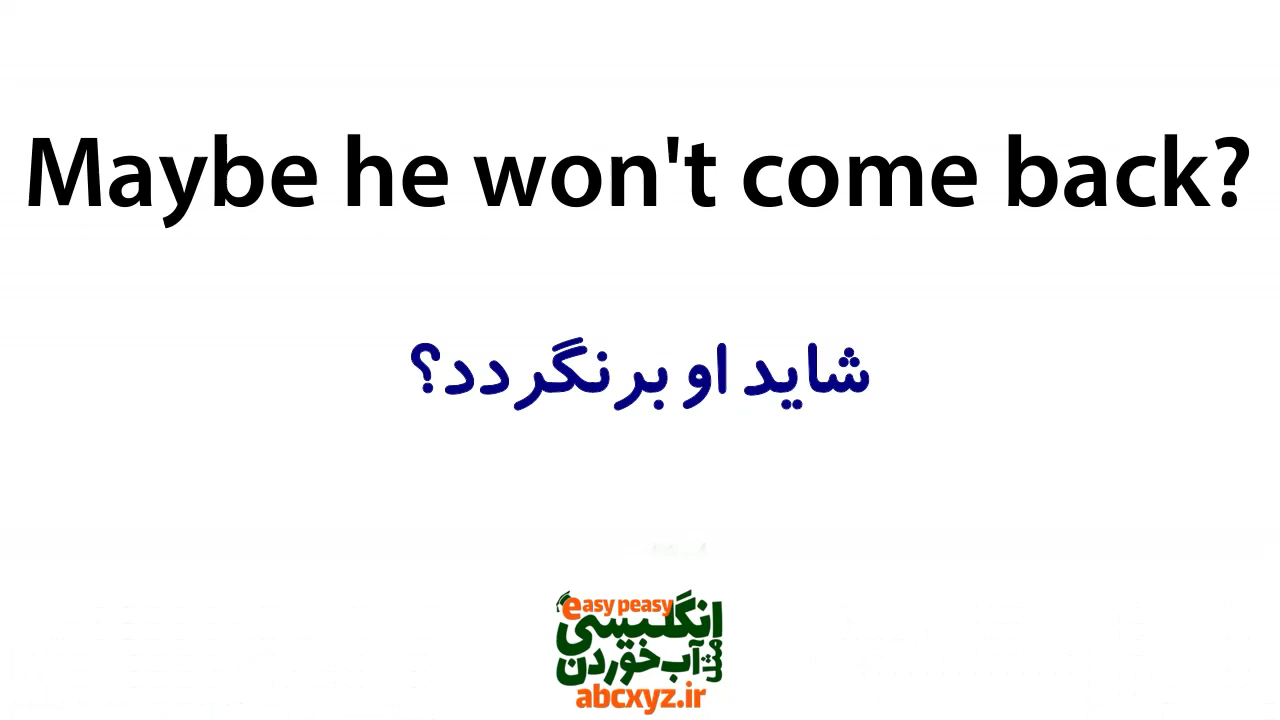 Maybe he won't come back?
شاید او برنگردد؟
easy peasy
انگلیسی
مثل
آب خوردن
abcxyz.ir